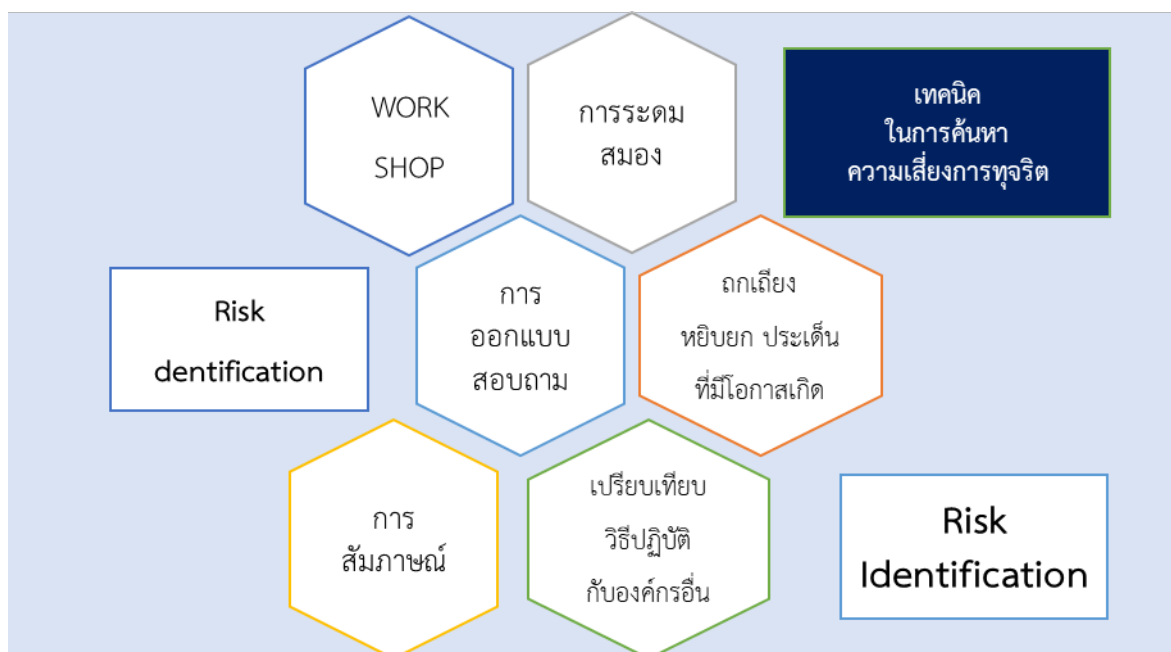 WORK
SHOP
การระดม
สมอง
เทคนิค
ในการค้นหา
ความเสี่ยงการทุจริต
Risk
dentification
การ
ออกแบบ
สอบถาม
ถกเถียง
หยิบยก ประเด็น
ที่มีโอกาสเกิด
การ
สัมภาษณ์
เปรียบเทียบ
วิธีปฏิบัติ
กับองค์กรอื่น
Risk
Identification